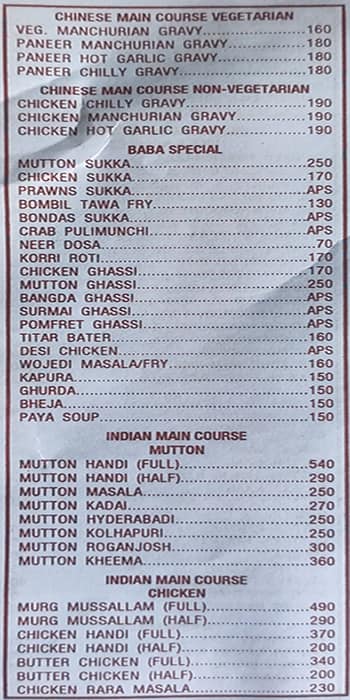 CHINESE MAIN COURSE VEGETARIAN
VEG. MANCHURIAN GRAVY....................160
PANEER MANCHURIAN GRAVY..............180
PANEER HOT GARLIC GRAVY................180
PANEER CHILLY GRAVY.........................180
CHINESE MAN COURSE NON-VEGETARIAN
CHICKEN CHILLY GRAVY........................190
CHICKEN MANCHURIAN GRAVY.............190
CHICKEN HOT GARLIC GRAVY..............190
BABA SPECIAL
MUTTON SUKKA......................................250
CHICKEN SUKKA.....................................170
PRAWNS SUKKA.....................................APS
BOMBIL TAWA FRY.................................130
BONDAS SUKKA.....................................APS
CRAB PULIMUNCHI..................................APS
NEER DOSA..............................................70
KORRI ROTI.............................................170
CHICKEN GHASSI....................................170
MUTTON GHASSI.....................................250
BANGDA GHASSI.....................................APS
SURMAI GHASSI......................................APS
POMFRET GHASSI...................................APS
TITAR BATER...........................................160
DESI CHICKEN.........................................APS
WOJEDI MASALA/FRY.............................160
KAPURA...................................................150
GHURDA...................................................150
BHEJA......................................................150
PAYA SOUP..............................................150
INDIAN MAIN COURSE
MUTTON
MUTTON HANDI (FULL)...........................540
MUTTON HANDI (HALF)..........................290
MUTTON MASALA....................................250
MUTTON KADAI.......................................270
MUTTON HYDERABADI...........................250
MUTTON KOLHAPURI.............................250
MUTTON ROGANJOSH...........................300
MUTTON KHEEMA...................................360
INDIAN MAIN COURSE
CHICKEN
MURG MUSSALLAM (FULL)....................490
MURG MUSSALLAM (HALF)...................290
CHICKEN HANDI (FULL)..........................370
CHICKEN HANDI (HALF).........................200
BUTTER CHICKEN (FULL)......................340
BUTTER CHICKEN (HALF).....................200
CHICKEN RARA MASALA......................230